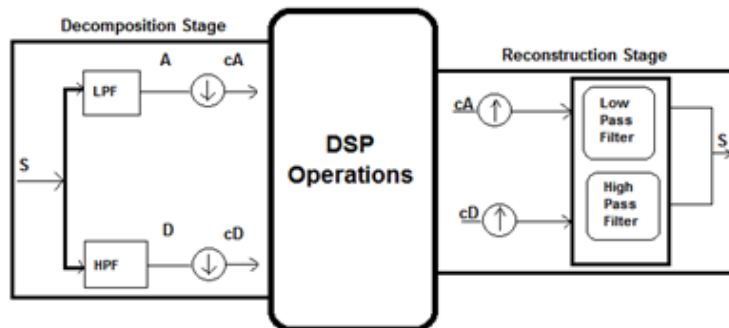 Decomposition Stage
A
cA
LPF
S
D
cD
HPF
DSP
Operations
Reconstruction Stage
cA
Low
Pass
Filter
S
cD
High
Pass
Filter